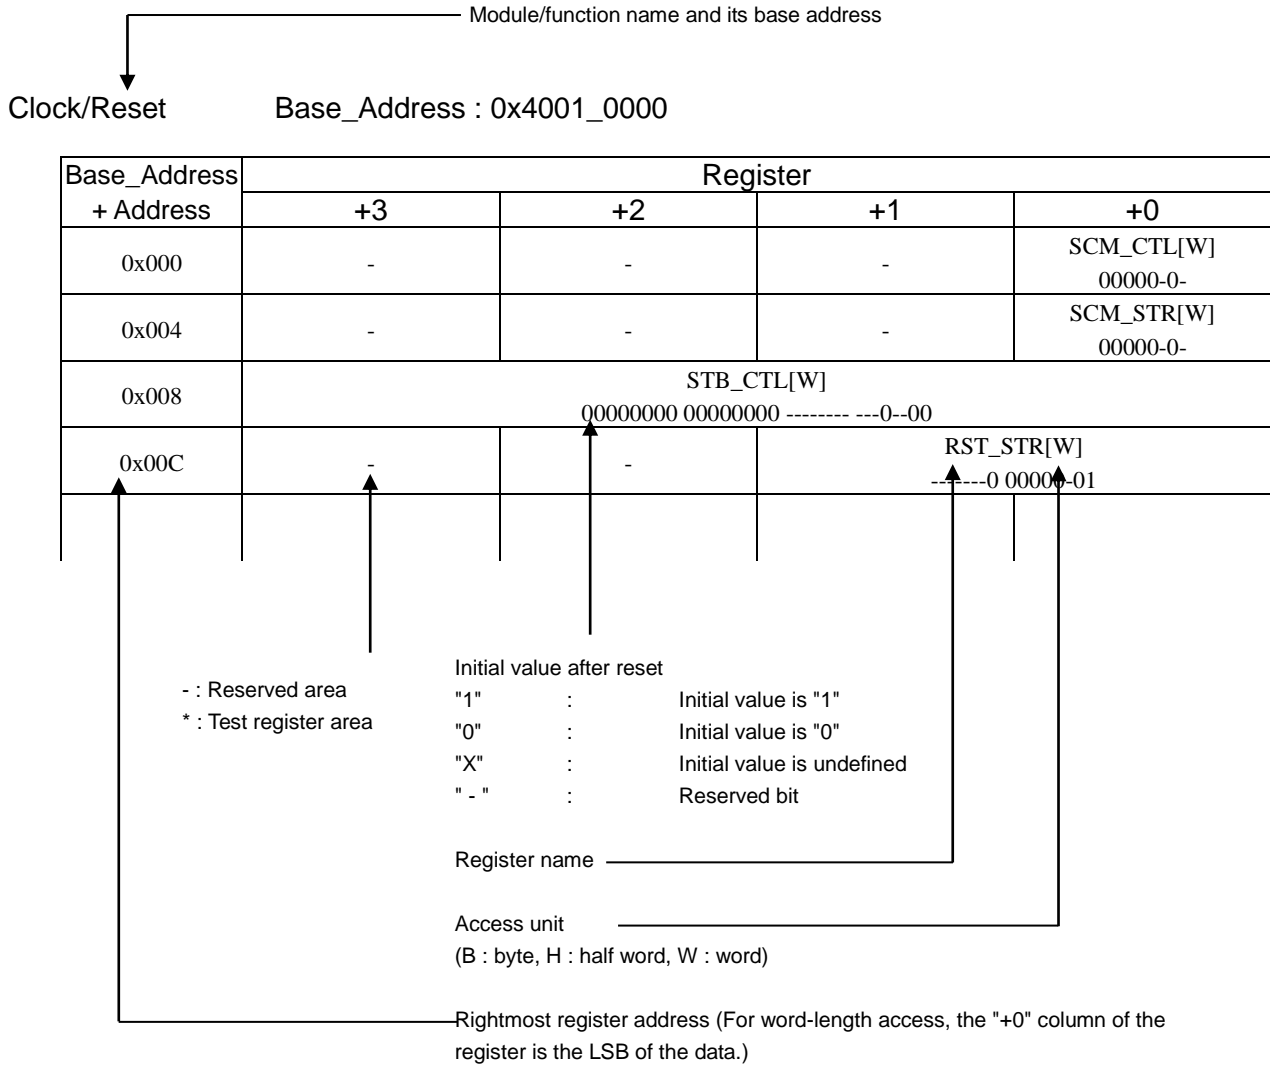 Module/function name and its base address
Clock/Reset Base_Address : 0x4001_0000
Base_Address Register
+ Address +3 +2 +1 +0
0x000 - - - SCM_CTL[W]
00000-0-
0x004 - - - SCM_STR[W]
00000-0-
0x008 STB_CTL[W]
00000000 00000000 -------- ---0--00
0x00C - - RST_STR[W]
-------0 00000-01
Initial value after reset
- : Reserved area
* : Test register area
"1" : Initial value is "1"
"0" : Initial value is "0"
"X" : Initial value is undefined
" - " : Reserved bit
Register name
Access unit
(B : byte, H : half word, W : word)
Rightmost register address (For word-length access, the "+0" column of the
register is the LSB of the data.)